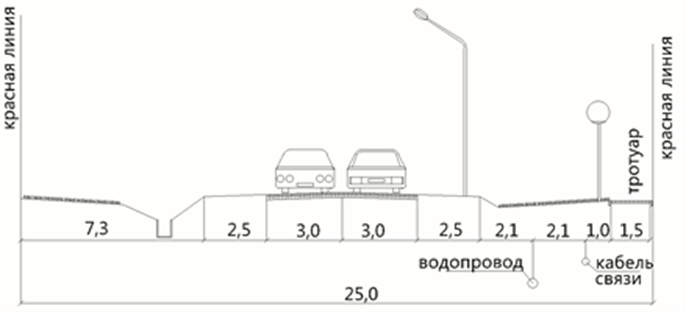 красная линия
красная линия
тротуар
7,3 2,5 3,0 3,0 2,5 2,1 2,1 1,0 1,5
водопровод
кабель
связи
25,0